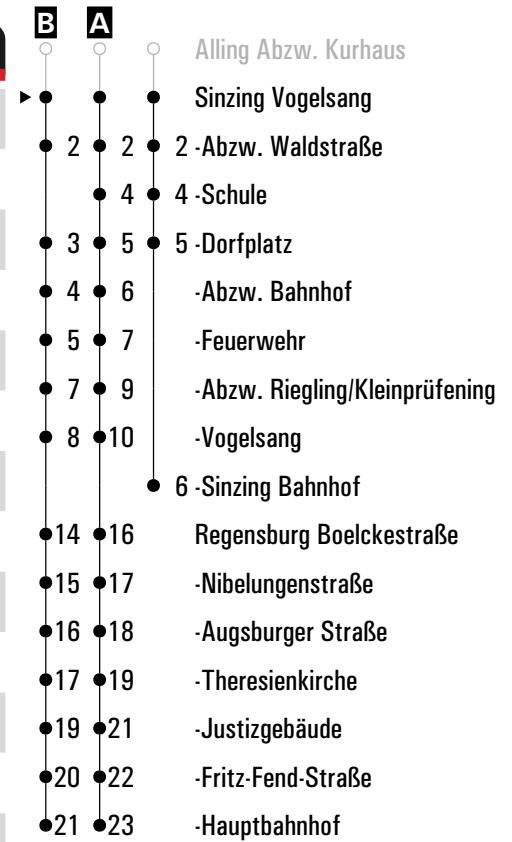 B A
Alling Abzw. Kurhaus
Sinzing Vogelsang
2 2 2 -Abzw. Waldstraße
4 4 -Schule
3 5 5 -Dorfplatz
4 6 -Abzw. Bahnhof
5 7 -Feuerwehr
7 9 -Abzw. Riegling/Kleinprüfening
8 10 -Vogelsang
6 -Sinzing Bahnhof
14 16 Regensburg Boelckestraße
15 17 -Nibelungenstraße
16 18 -Augsburger Straße
17 19 -Theresienkirche
19 21 -Justizgebäude
20 22 -Fritz-Fend-Straße
21 23 -Hauptbahnhof